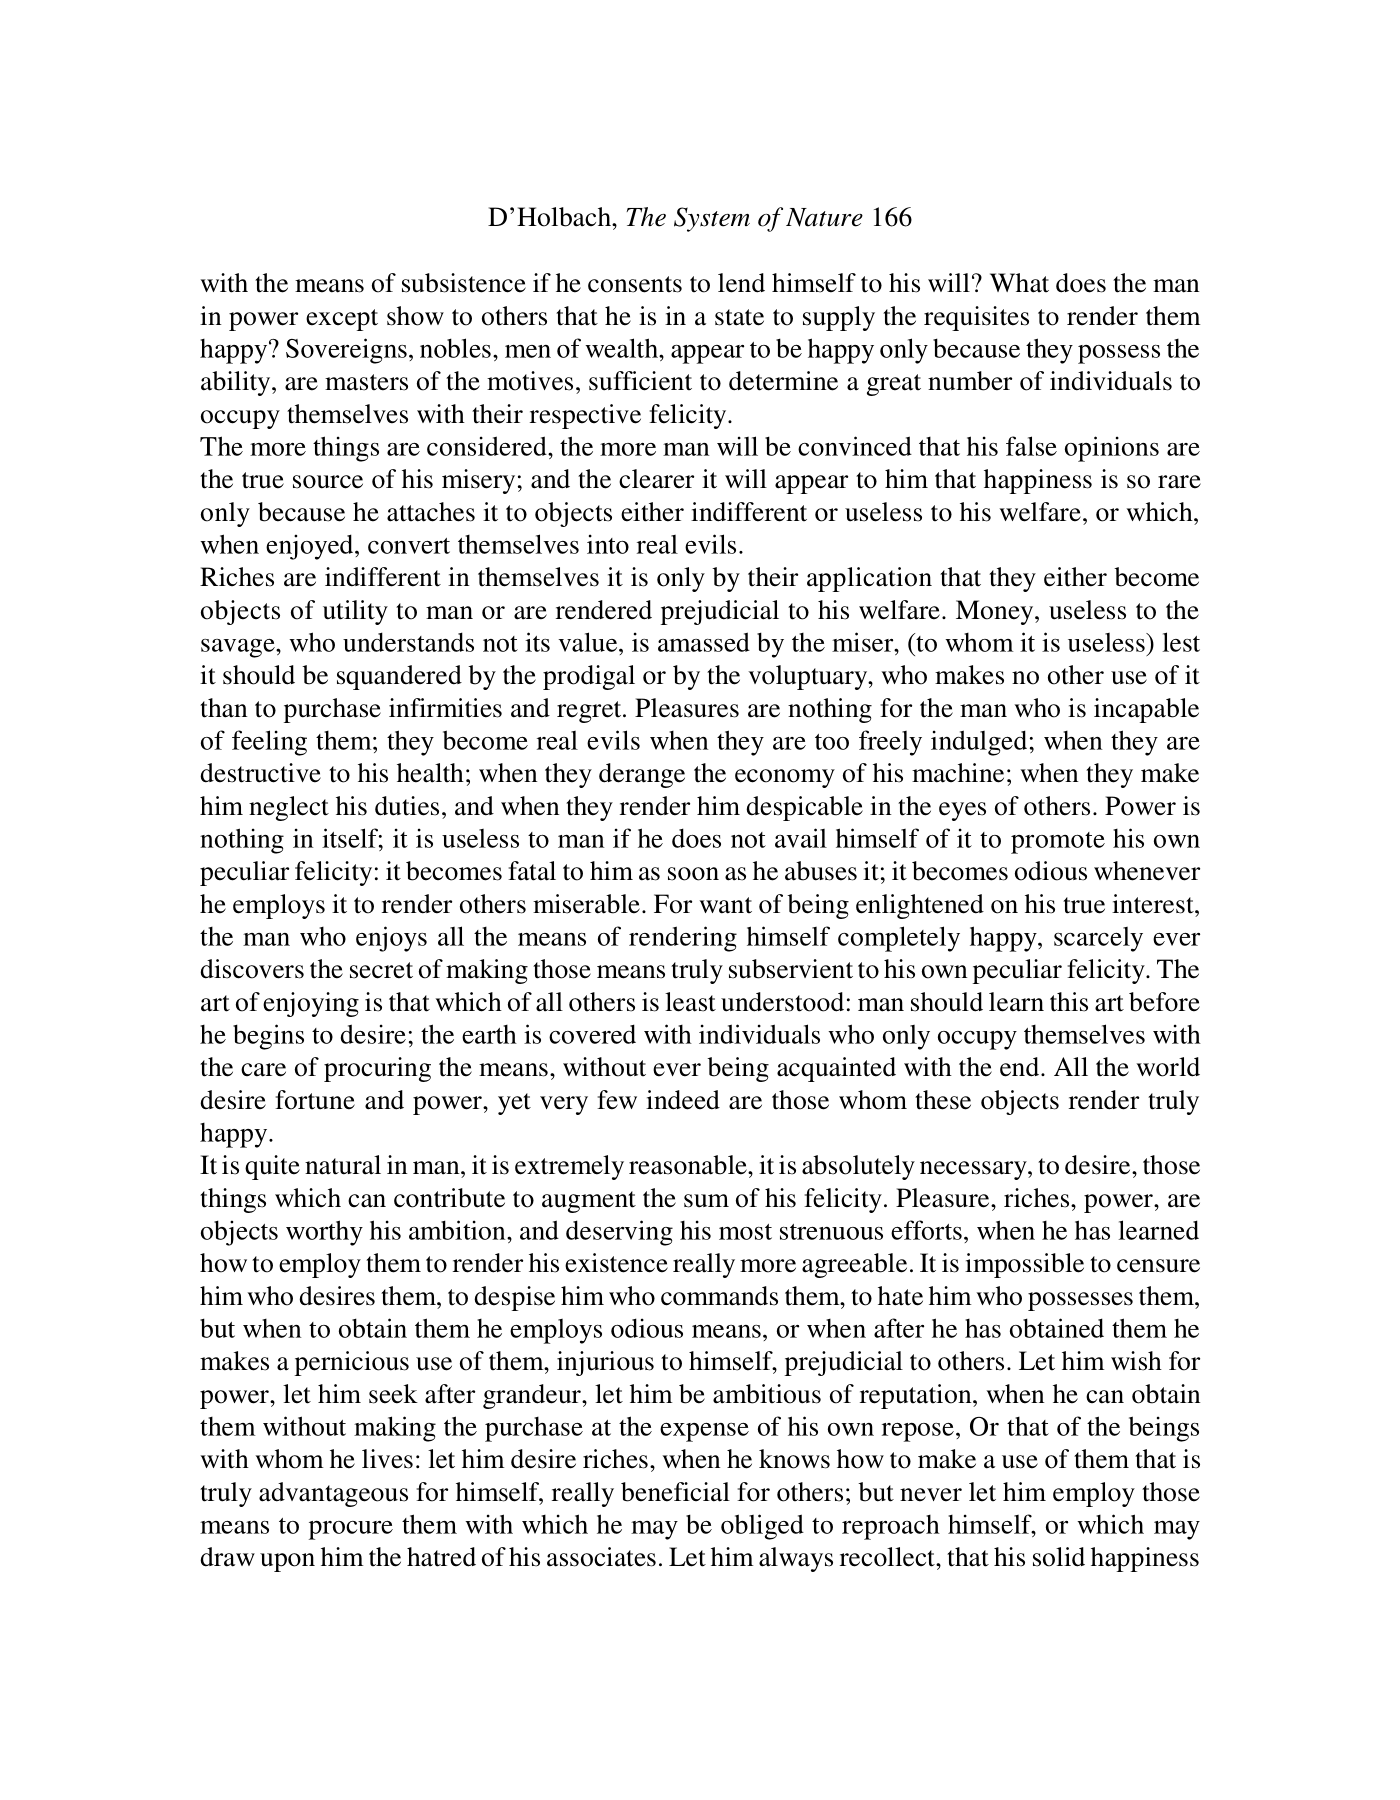 D’Holbach, The System of Nature 166
with the means of subsistence if he consents to lend himself to his will? What does the man
in power except show to others that he is in a state to supply the requisites to render them
happy? Sovereigns, nobles, men of wealth, appear to be happy only because they possess the
ability, are masters of the motives, sufficient to determine a great number of individuals to
occupy themselves with their respective felicity.
The more things are considered, the more man will be convinced that his false opinions are
the true source of his misery; and the clearer it will appear to him that happiness is so rare
only because he attaches it to objects either indifferent or useless to his welfare, or which,
when enjoyed, convert themselves into real evils.
Riches are indifferent in themselves it is only by their application that they either become
objects of utility to man or are rendered prejudicial to his welfare. Money, useless to the
savage, who understands not its value, is amassed by the miser, (to whom it is useless) lest
it should be squandered by the prodigal or by the voluptuary, who makes no other use of it
than to purchase infirmities and regret. Pleasures are nothing for the man who is incapable
of feeling them; they become real evils when they are too freely indulged; when they are
destructive to his health; when they derange the economy of his machine; when they make
him neglect his duties, and when they render him despicable in the eyes of others. Power is
nothing in itself; it is useless to man if he does not avail himself of it to promote his own
peculiar felicity: it becomes fatal to him as soon as he abuses it; it becomes odious whenever
he employs it to render others miserable. For want of being enlightened on his true interest,
the man who enjoys all the means of rendering himself completely happy, scarcely ever
discovers the secret of making those means truly subservient to his own peculiar felicity. The
art of enjoying is that which of all others is least understood: man should learn this art before
he begins to desire; the earth is covered with individuals who only occupy themselves with
the care of procuring the means, without ever being acquainted with the end. All the world
desire fortune and power, yet very few indeed are those whom these objects render truly
happy.
It is quite natural in man, it is extremely reasonable, it is absolutely necessary, to desire, those
things which can contribute to augment the sum of his felicity. Pleasure, riches, power, are
objects worthy his ambition, and deserving his most strenuous efforts, when he has learned
how to employ them to render his existence really more agreeable. It is impossible to censure
him who desires them, to despise him who commands them, to hate him who possesses them,
but when to obtain them he employs odious means, or when after he has obtained them he
makes a pernicious use of them, injurious to himself, prejudicial to others. Let him wish for
power, let him seek after grandeur, let him be ambitious of reputation, when he can obtain
them without making the purchase at the expense of his own repose, Or that of the beings
with whom he lives: let him desire riches, when he knows how to make a use of them that is
truly advantageous for himself, really beneficial for others; but never let him employ those
means to procure them with which he may be obliged to reproach himself, or which may
draw upon him the hatred of his associates. Let him always recollect, that his solid happiness